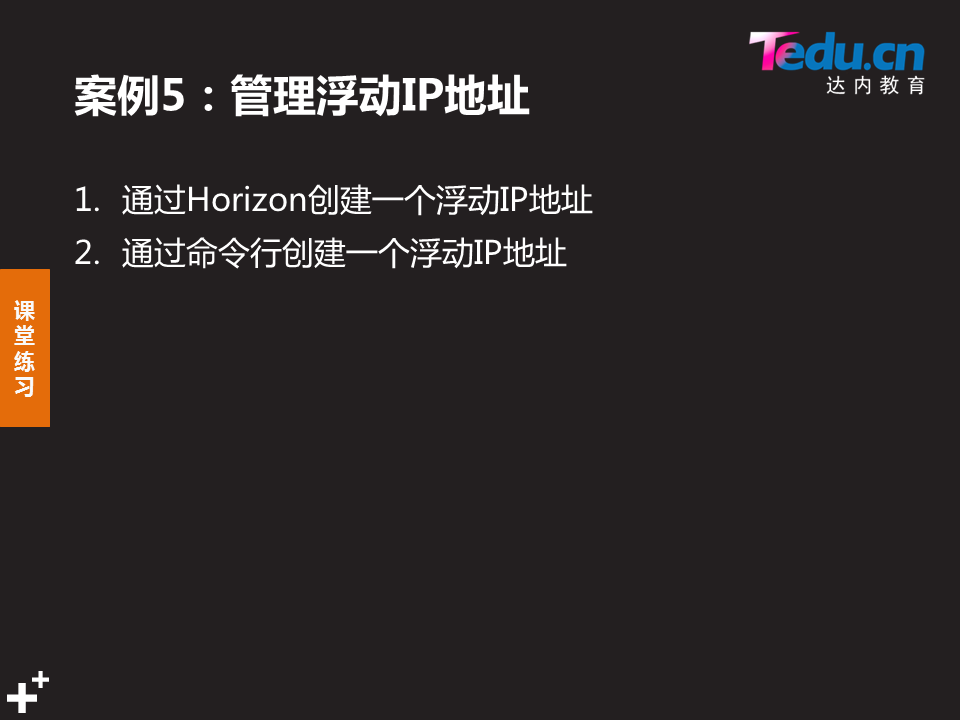 Tedu.cn
达内教育
案例5：管理浮动IP地址
1. 通过Horizon创建一个浮动IP地址
2. 通过命令行创建一个浮动IP地址
课
堂
练
习